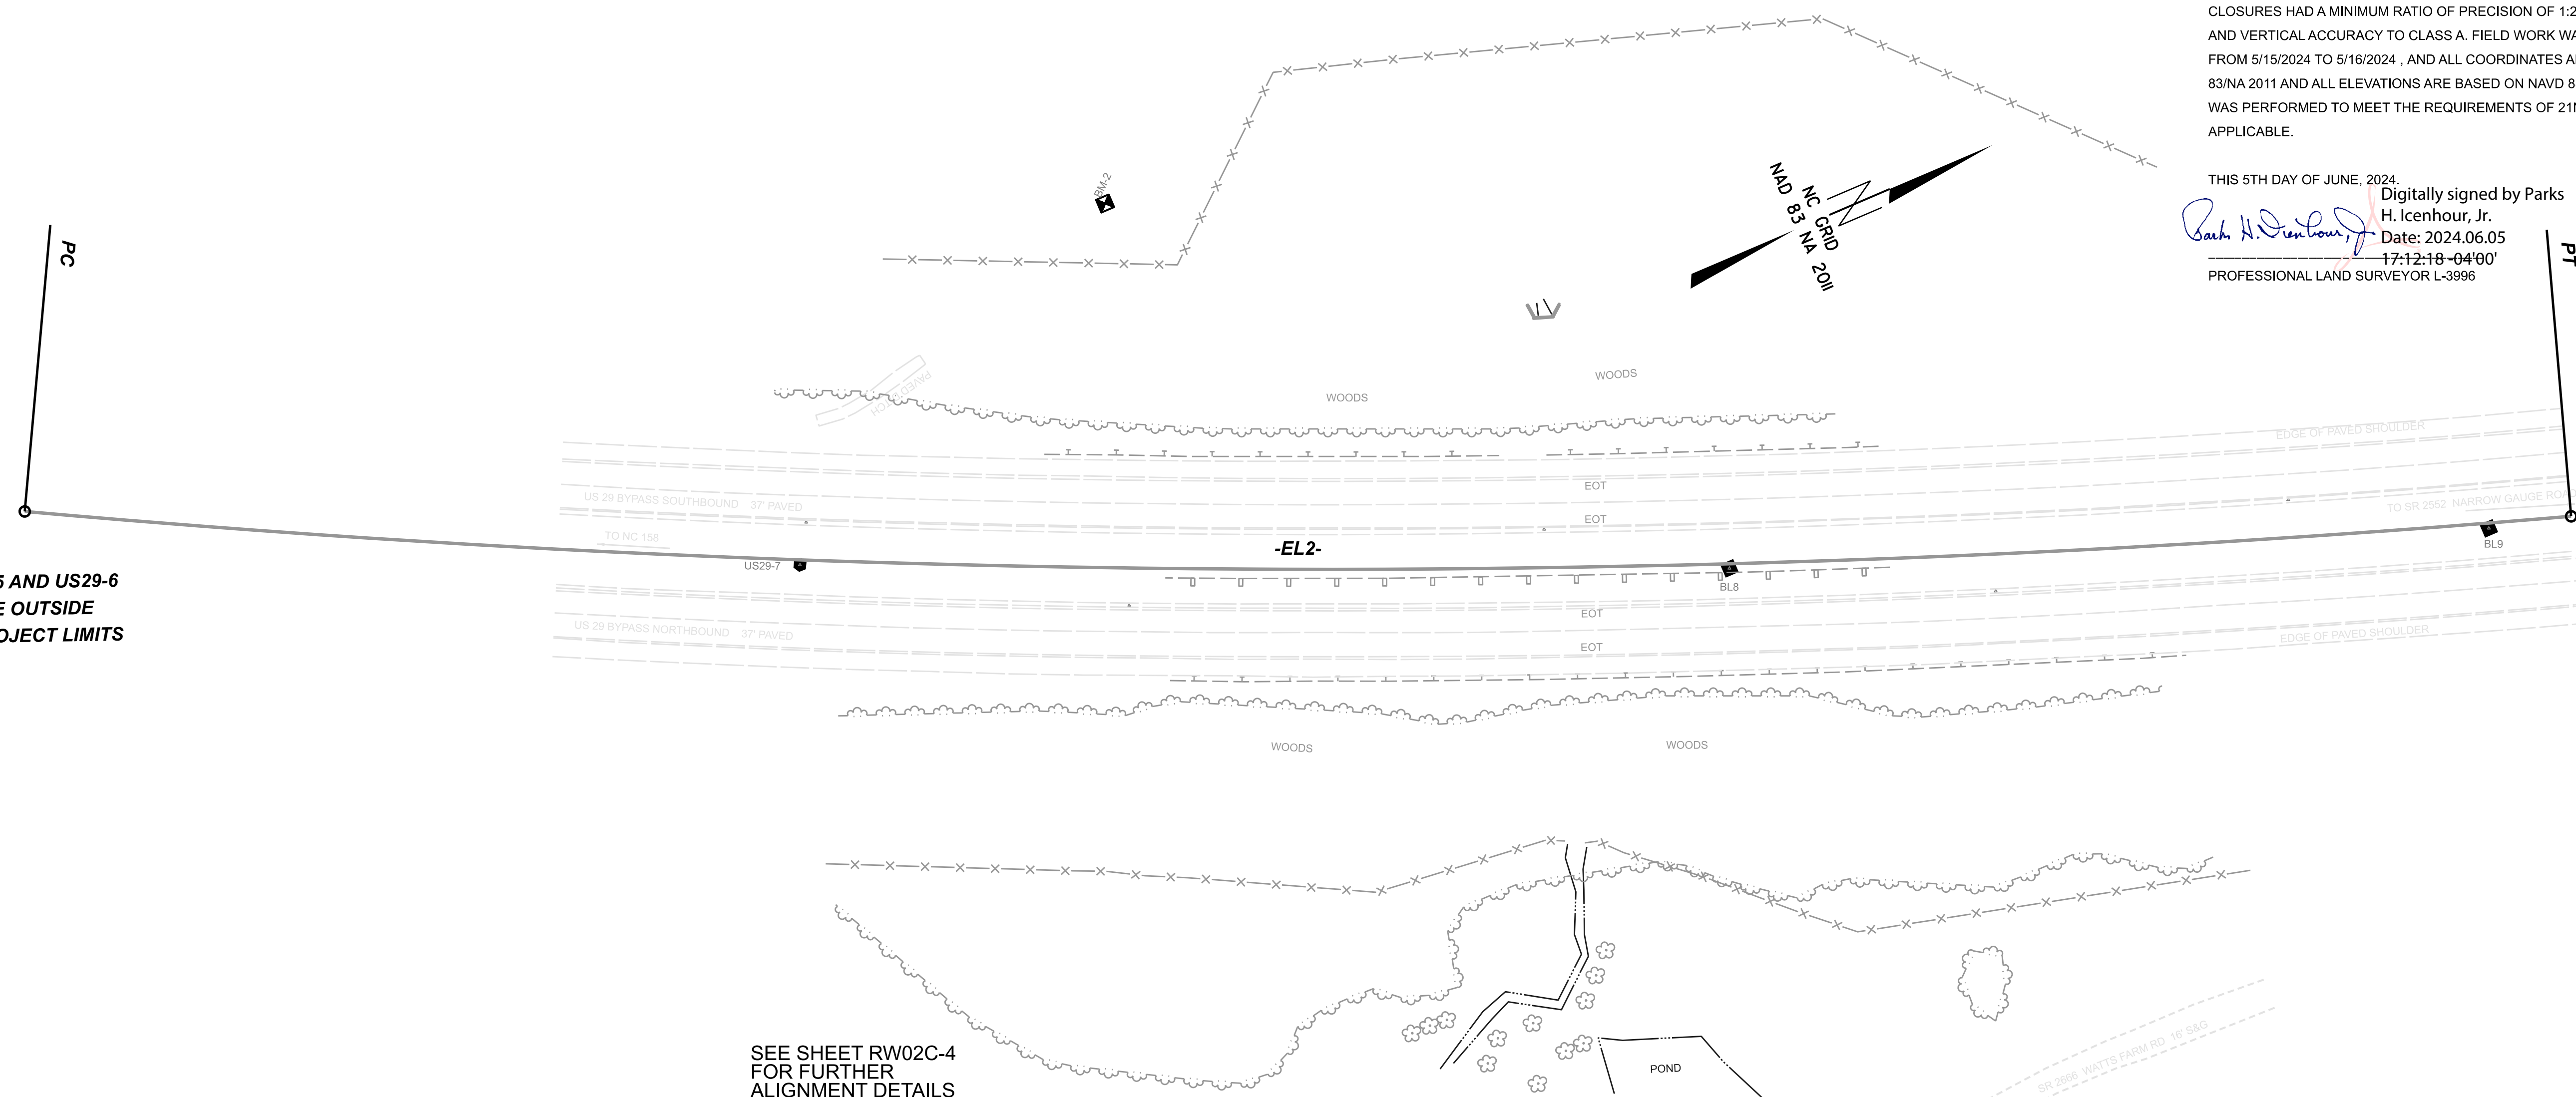 CLOSURES HAD A MINIMUM RATIO OF PRECISION OF 1:2
AND VERTICAL ACCURACY TO CLASS A. FIELD WORK WA
FROM 5/15/2024 TO 5/16/2024 , AND ALL COORDINATES A
83/NA 2011 AND ALL ELEVATIONS ARE BASED ON NAVD 8
WAS PERFORMED TO MEET THE REQUIREMENTS OF 21
APPLICABLE.
THIS 5TH DAY OF JUNE, 2024.
Digitally signed by Parks
H. Icenhour, Jr.
Date: 2024.06.05
17:12:18 -04'00'
PROFESSIONAL LAND SURVEYOR L-3996
BM-2
NC GRID
NAD 83 NA 2011
PC
PT
WOODS
WOODS
PAVED DITCH
EDGE OF PAVED SHOULDER
EOT
US 29 BYPASS SOUTHBOUND 37' PAVED
TO SR 2552 NARROW GAUGE ROA
EOT
TO NC 158
-EL2-
BL9
US29-7
BL8
5 AND US29-6
E OUTSIDE
OJECT LIMITS
EOT
US 29 BYPASS NORTHBOUND 37' PAVED
EDGE OF PAVED SHOULDER
EOT
WOODS
WOODS
SEE SHEET RW02C-4
FOR FURTHER
ALIGNMENT DETAILS
POND
SR 2666 WATTS FARM RD 16' S&G